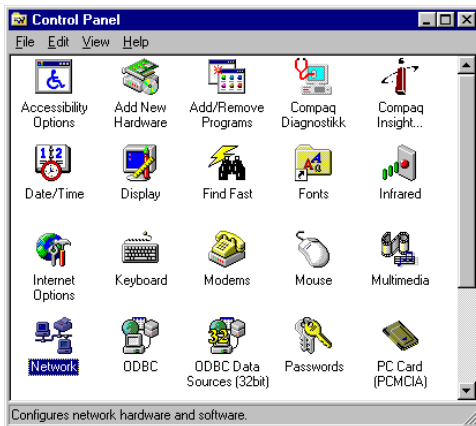 Control Panel
File Edit View Help
Accessibility Options
Add New Hardware
Add/Remove Programs
Compaq Diagnostikk
Compaq Insight...
Date/Time
Display
Find Fast
Fonts
Infrared
Internet Options
Keyboard
Modems
Mouse
Multimedia
Network
ODBC
ODBC Data Sources (32bit)
Passwords
PC Card (PCMCIA)
Configures network hardware and software.